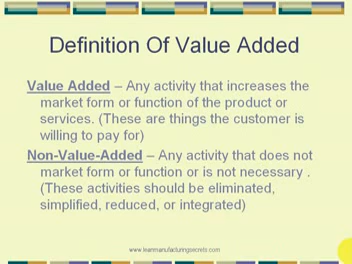 Definition Of Value Added
Value Added – Any activity that increases the
market form or function of the product or
services. (These are things the customer is
willing to pay for)
Non-Value-Added – Any activity that does not
market form or function or is not necessary .
(These activities should be eliminated,
simplified, reduced, or integrated)
www.learnmanufacturingsecrets.com